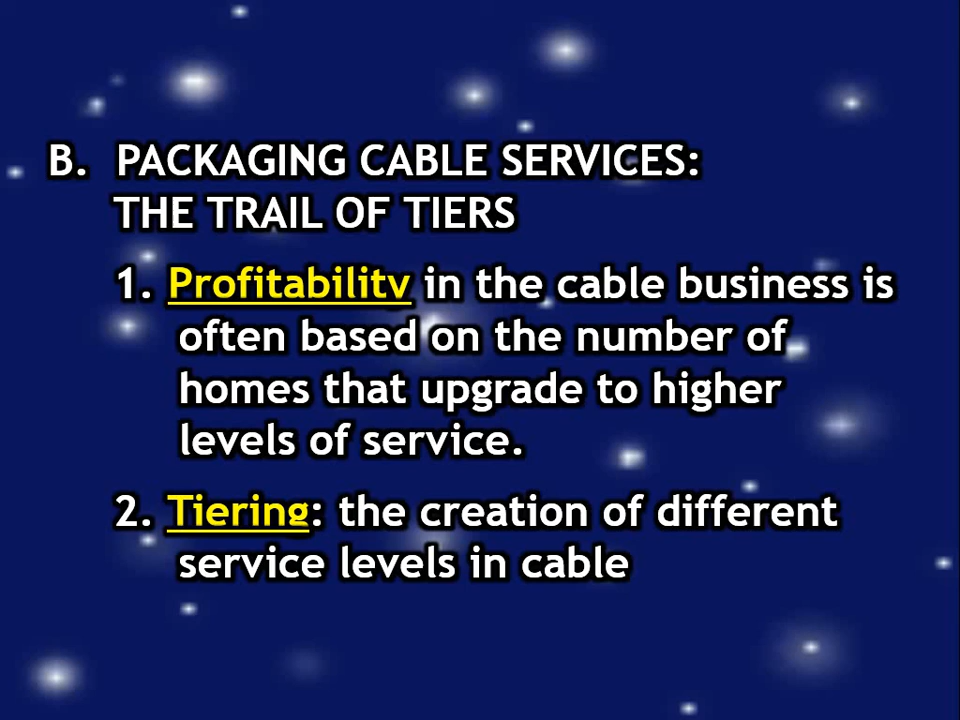 B. PACKAGING CABLE SERVICES:
THE TRAIL OF TIERS
1. Profitability in the cable business is
often based on the number of
homes that upgrade to higher
levels of service.
2. Tiering: the creation of different
service levels in cable